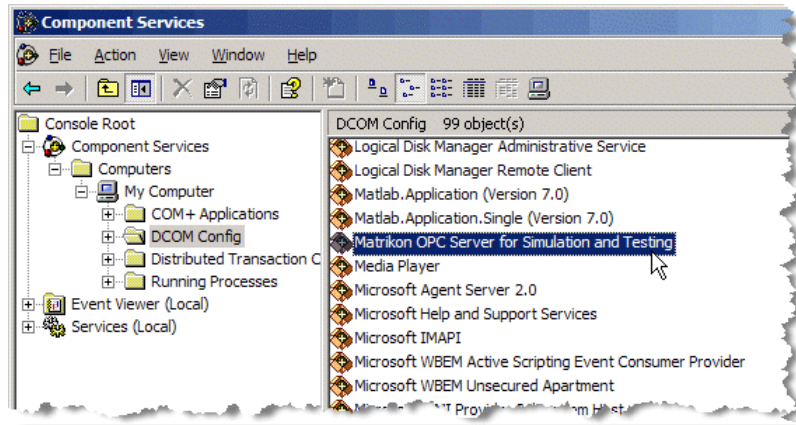 Component Services
File Action View Window Help
Console Root
Component Services
Computers
My Computer
COM+ Applications
DCOM Config
Distributed Transaction C
Running Processes
Event Viewer (Local)
Services (Local)
DCOM Config 99 object(s)
Logical Disk Manager Administrative Service
Logical Disk Manager Remote Client
Matlab.Application (Version 7.0)
Matlab.Application.Single (Version 7.0)
Matrikon OPC Server for Simulation and Testing
Media Player
Microsoft Agent Server 2.0
Microsoft Help and Support Services
Microsoft IMAPI
Microsoft WBEM Active Scripting Event Consumer Provider
Microsoft WBEM Unsecured Apartment